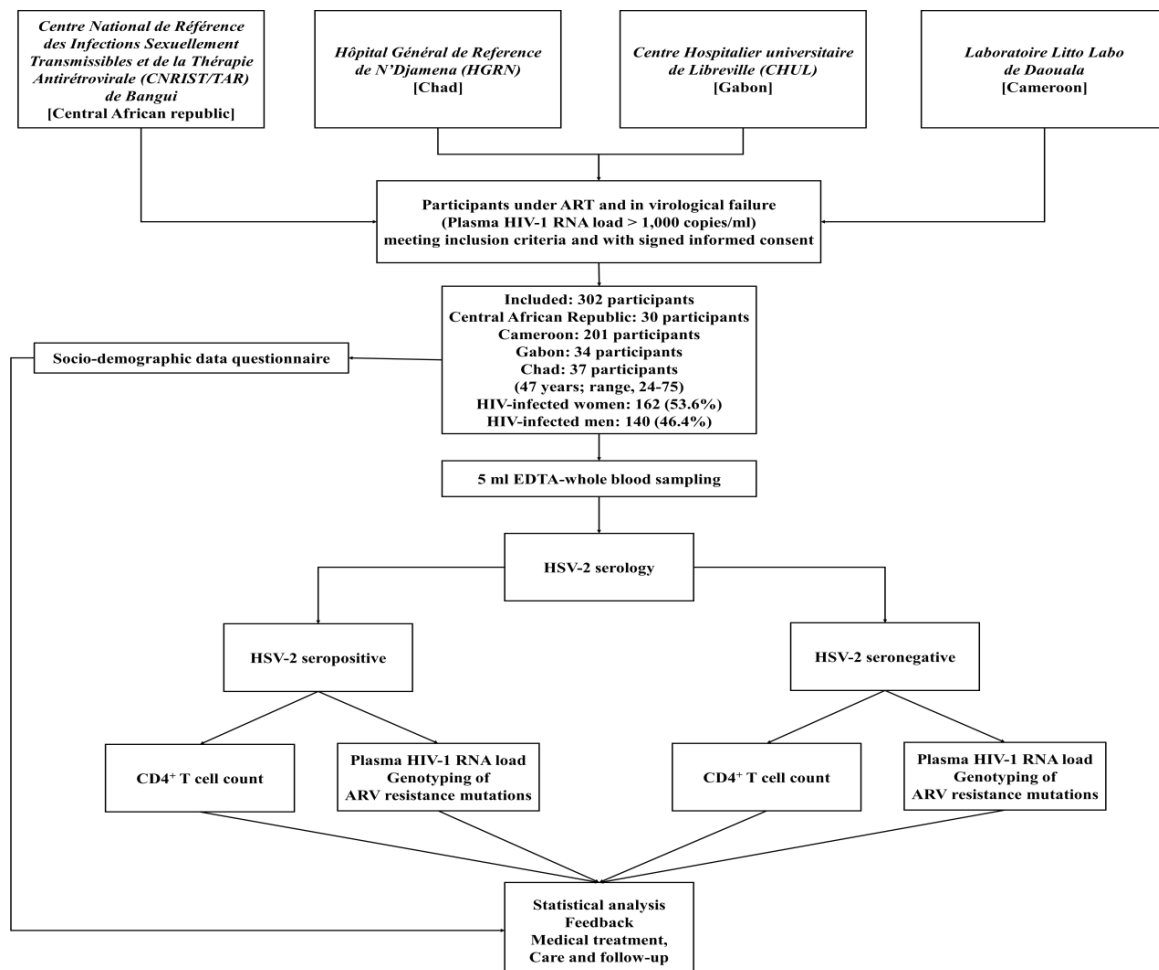 Centre National de Référence
des Infections Sexuellement
Transmissibles et de la Thérapie
Antirétrovirale (CNRIST/TAR)
de Bangui
[Central African republic]
Hôpital Général de Reference
de N'Djamena (HGRN)
[Chad]
Centre Hospitalier universitaire
de Libreville (CHUL)
[Gabon]
Laboratoire Litto Labo
de Daouala
[Cameroon]
Participants under ART and in virological failure
(Plasma HIV-1 RNA load > 1,000 copies/ml)
meeting inclusion criteria and with signed informed consent
Included: 302 participants
Central African Republic: 30 participants
Cameroon: 201 participants
Gabon: 34 participants
Chad: 37 participants
(47 years; range, 24-75)
HIV-infected women: 162 (53.6%)
HIV-infected men: 140 (46.4%)
Socio-demographic data questionnaire
5 ml EDTA-whole blood sampling
HSV-2 serology
HSV-2 seropositive
HSV-2 seronegative
CD4⁺ T cell count
Plasma HIV-1 RNA load
Genotyping of
ARV resistance mutations
CD4⁺ T cell count
Plasma HIV-1 RNA load
Genotyping of
ARV resistance mutations
Statistical analysis
Feedback
Medical treatment,
Care and follow-up